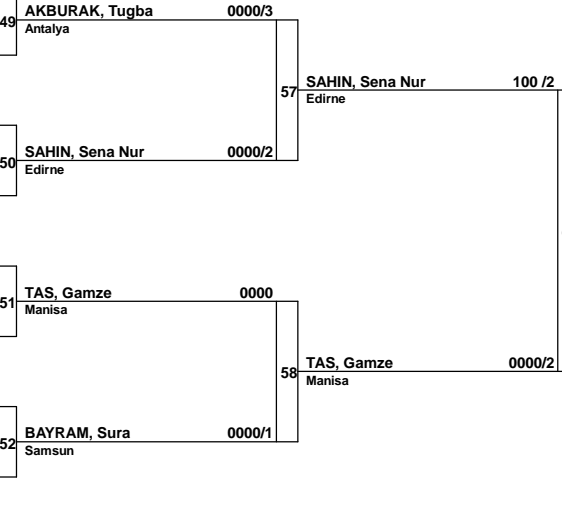 49 AKBURAK, Tugba 0000/3
Antalya
57 SAHIN, Sena Nur 100 /2
Edirne
50 SAHIN, Sena Nur 0000/2
Edirne
51 TAS, Gamze 0000
Manisa
58 TAS, Gamze 0000/2
Manisa
52 BAYRAM, Sura 0000/1
Samsun